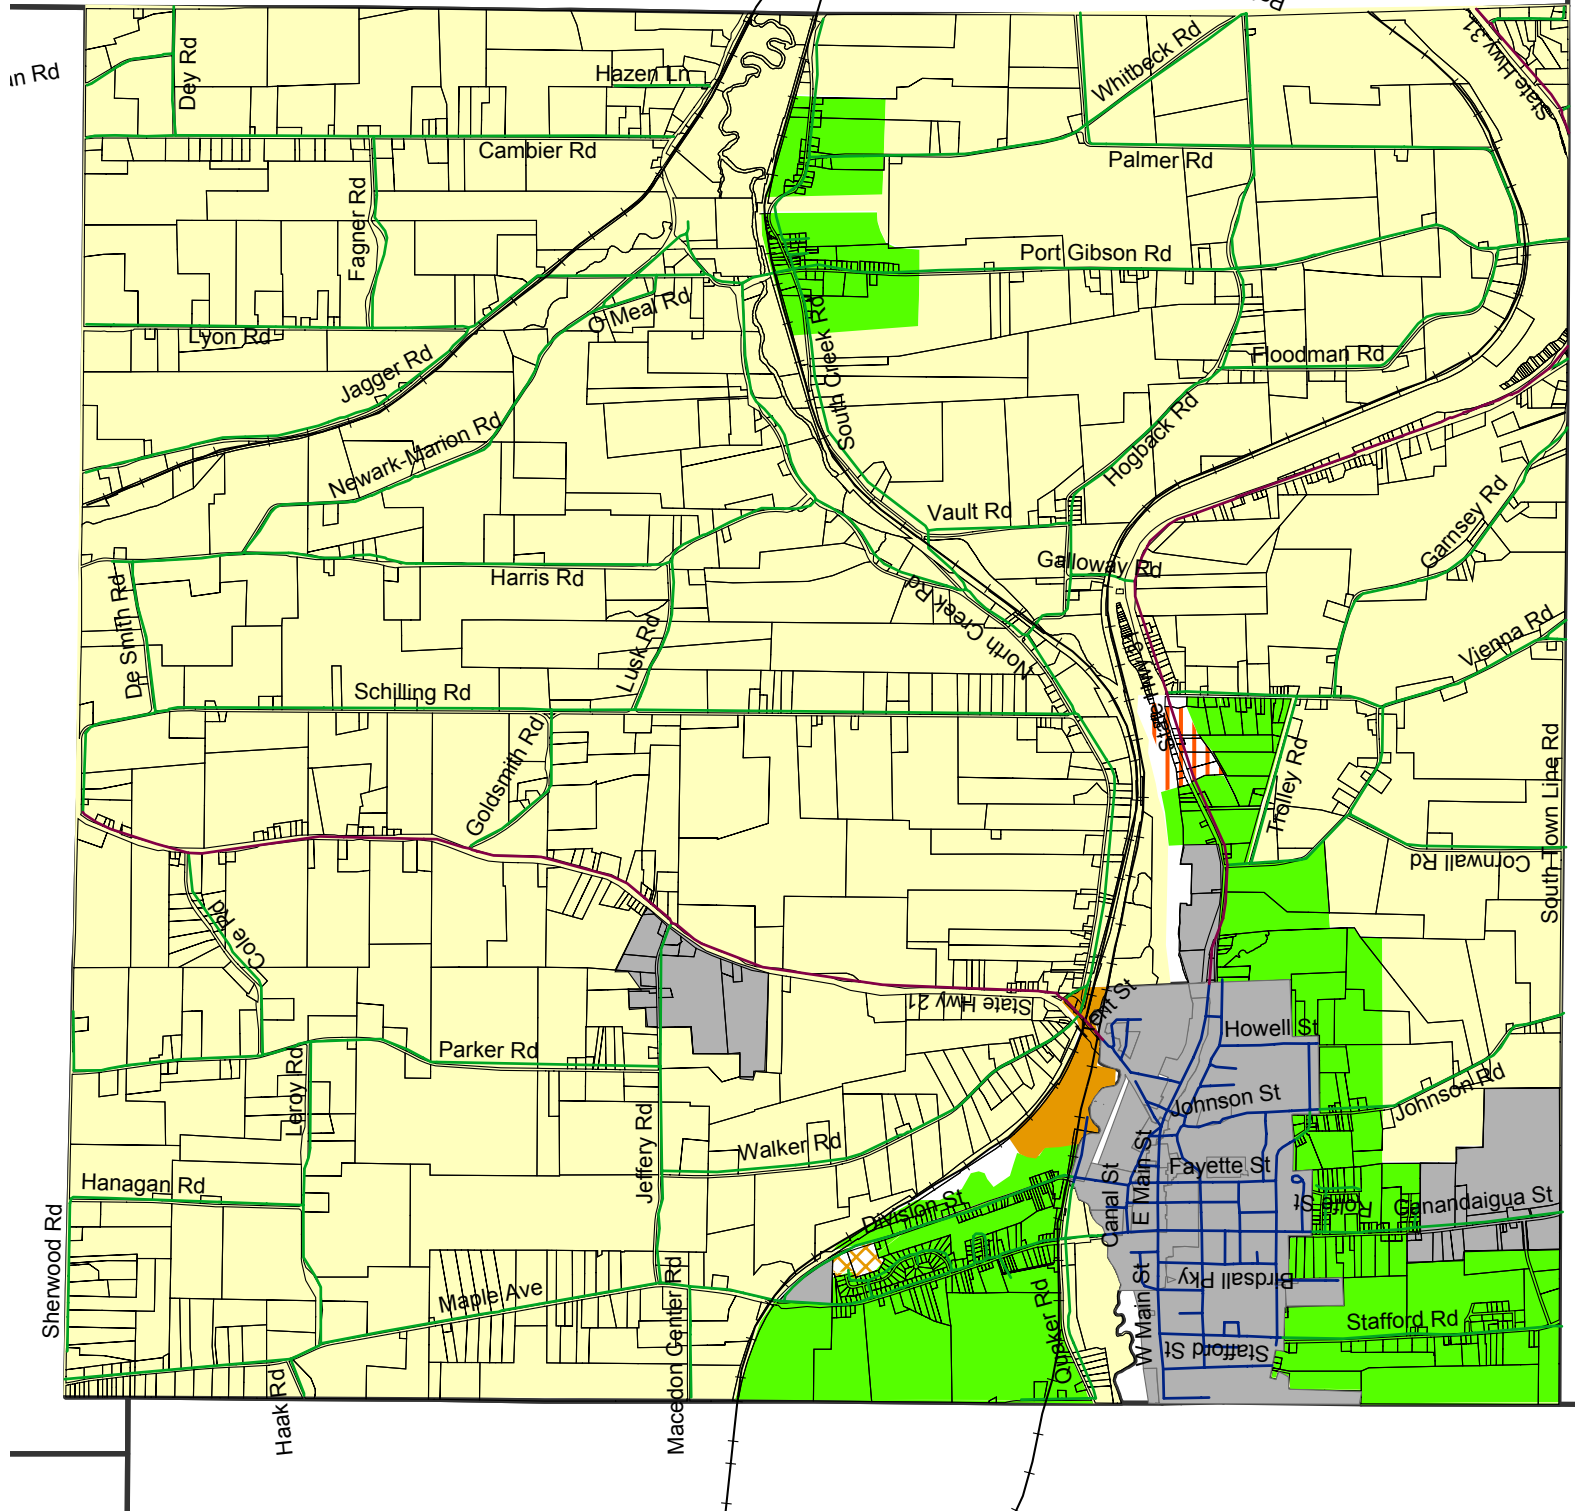 Dey Rd
Hazen Ln
Whitbeck Rd
State Hwy-31
Cambier Rd
Palmer Rd
Fagner Rd
Port Gibson Rd
O Meal Rd
Lyon Rd
South Creek Rd
Floodman Rd
Jagger Rd
Hogback Rd
Newark-Marion Rd
Vault Rd
Garnsey Rd
Galloway Rd
Harris Rd
De Smith Rd
North Creek Rd
Lusk Rd
Vienna Rd
Schilling Rd
Goldsmith Rd
Trolley Rd
South Town Line Rd
Cornwall Rd
Cole Rd
State Hwy 21
Kent St
Howell St
Parker Rd
Leroy Rd
Johnson St
Johnson Rd
Jeffery Rd
Walker Rd
Fayette St
E Main St
Canal St
Hanagan Rd
Rolfe St
Canandaigua St
Division St
Sherwood Rd
Maple Ave
Macedon Center Rd
Birdsall Pky
Quaker Rd
W Main St
Stafford Rd
Stafford St
Haak Rd